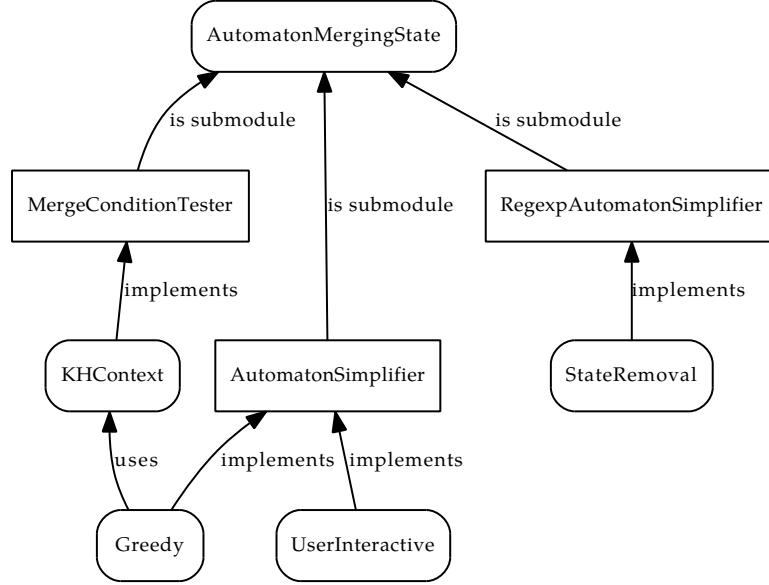 AutomatonMergingState
is submodule
is submodule
MergeConditionTester
is submodule
RegexpAutomatonSimplifier
implements
implements
KHContext
AutomatonSimplifier
StateRemoval
uses
implements
implements
Greedy
UserInteractive